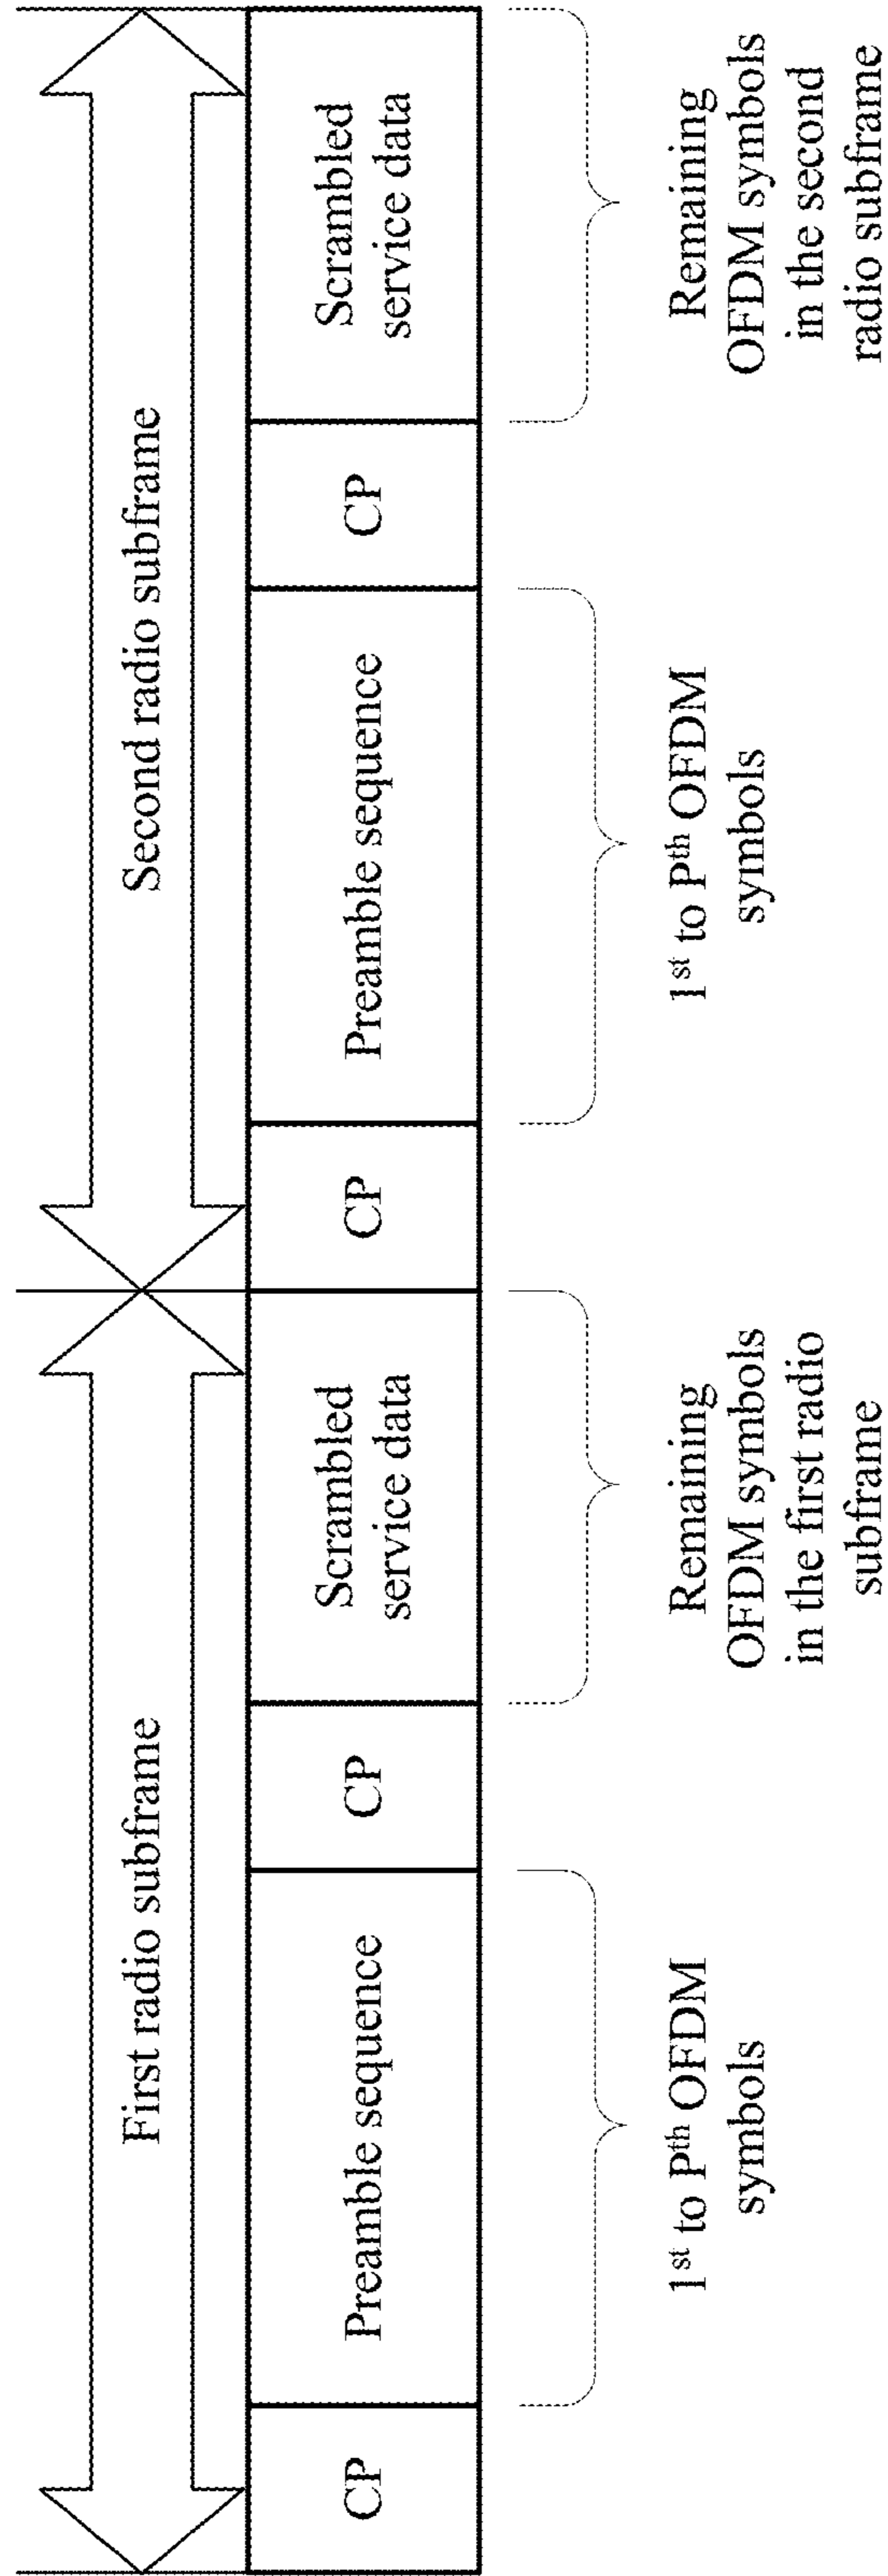 First radio subframe
Second radio subframe
CP
Preamble sequence
CP
Scrambled
service data
CP
Preamble sequence
CP
Scrambled
service data
1st to Pth OFDM
symbols
Remaining
OFDM symbols
in the first radio
subframe
1st to Pth OFDM
symbols
Remaining
OFDM symbols
in the second
radio subframe